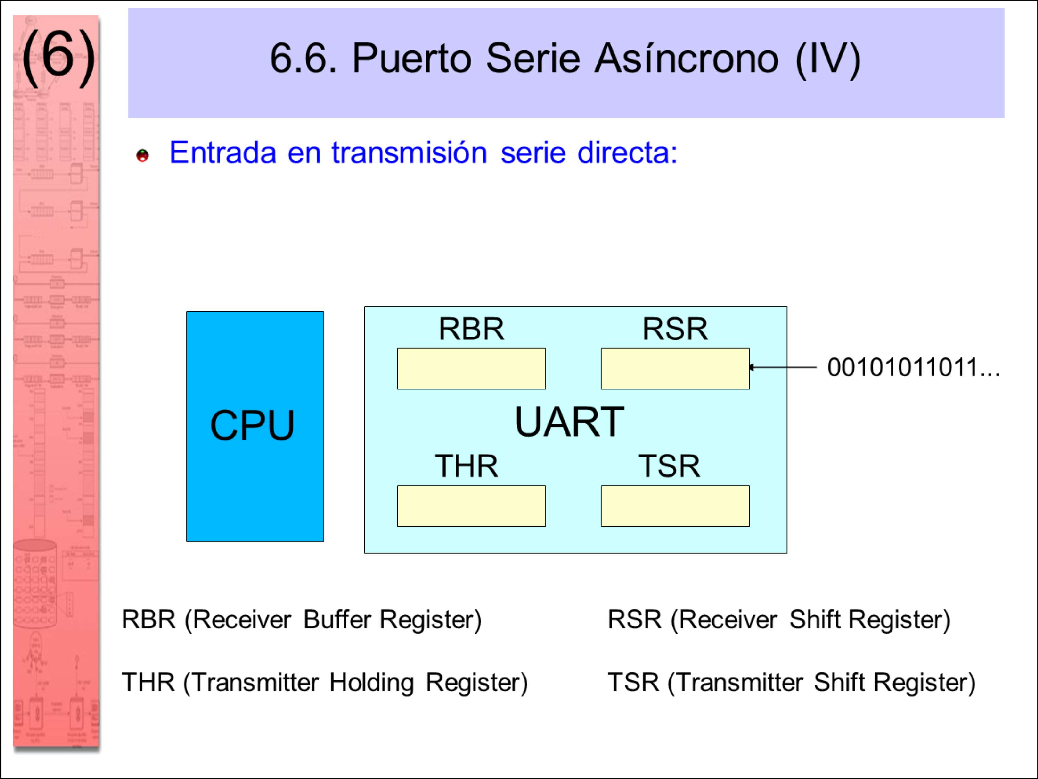 (6)
6.6. Puerto Serie Asíncrono (IV)
Entrada en transmisión serie directa:
RBR RSR
00101011011...
CPU
UART
THR TSR
RBR (Receiver Buffer Register) RSR (Receiver Shift Register)
THR (Transmitter Holding Register) TSR (Transmitter Shift Register)